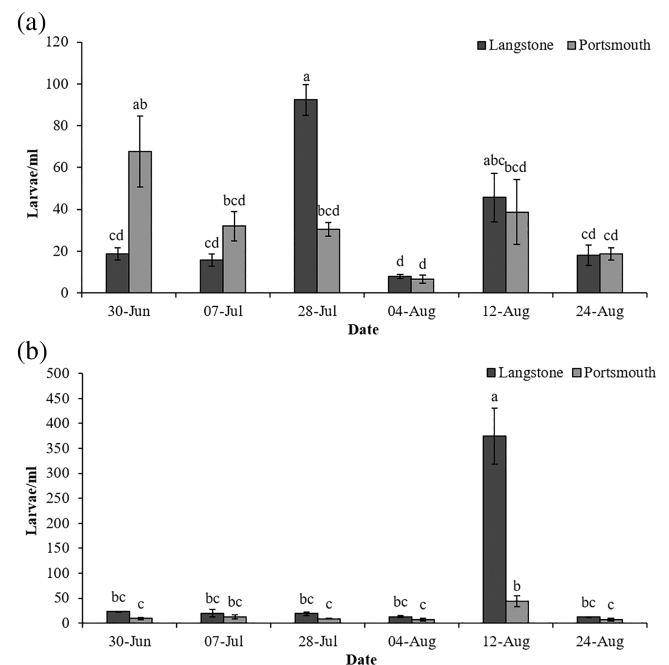 (a)
120
Langstone Portsmouth
a
100
ab
80
abc
60
bcd
bcd
bcd
40
cd
cd
cd cd
20
d d
0
Larvae/ml
30-Jun 07-Jul 28-Jul 04-Aug 12-Aug 24-Aug
Date
(b)
500
Langstone Portsmouth
450
a
400
350
300
250
200
150
100
b
50
bc c bc bc bc c bc c bc c
0
Larvae/ml
30-Jun 07-Jul 28-Jul 04-Aug 12-Aug 24-Aug
Date